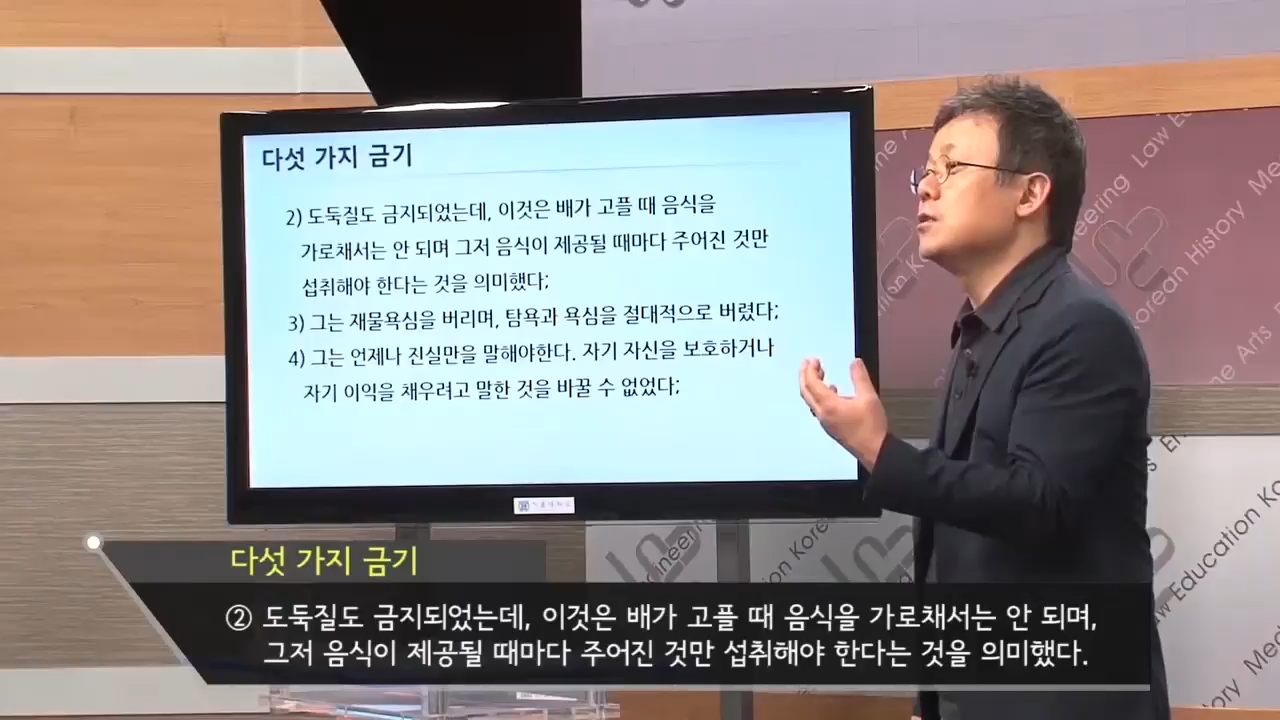 다섯 가지 금기
2) 도둑질도 금지되었는데, 이것은 배가 고플 때 음식을
가로채서는 안 되며 그저 음식이 제공될 때마다 주어진 것만
섭취해야 한다는 것을 의미했다;
3) 그는 재물욕심을 버리며, 탐욕과 욕심을 절대적으로 버렸다;
4) 그는 언제나 진실만을 말해야한다. 자기 자신을 보호하거나
자기 이익을 채우려고 말한 것을 바꿀 수 없었다;
다섯 가지 금기
② 도둑질도 금지되었는데, 이것은 배가 고플 때 음식을 가로채서는 안 되며,
그저 음식이 제공될 때마다 주어진 것만 섭취해야 한다는 것을 의미했다.
Law
Engineering
Korean History
Fine Arts
Law Education